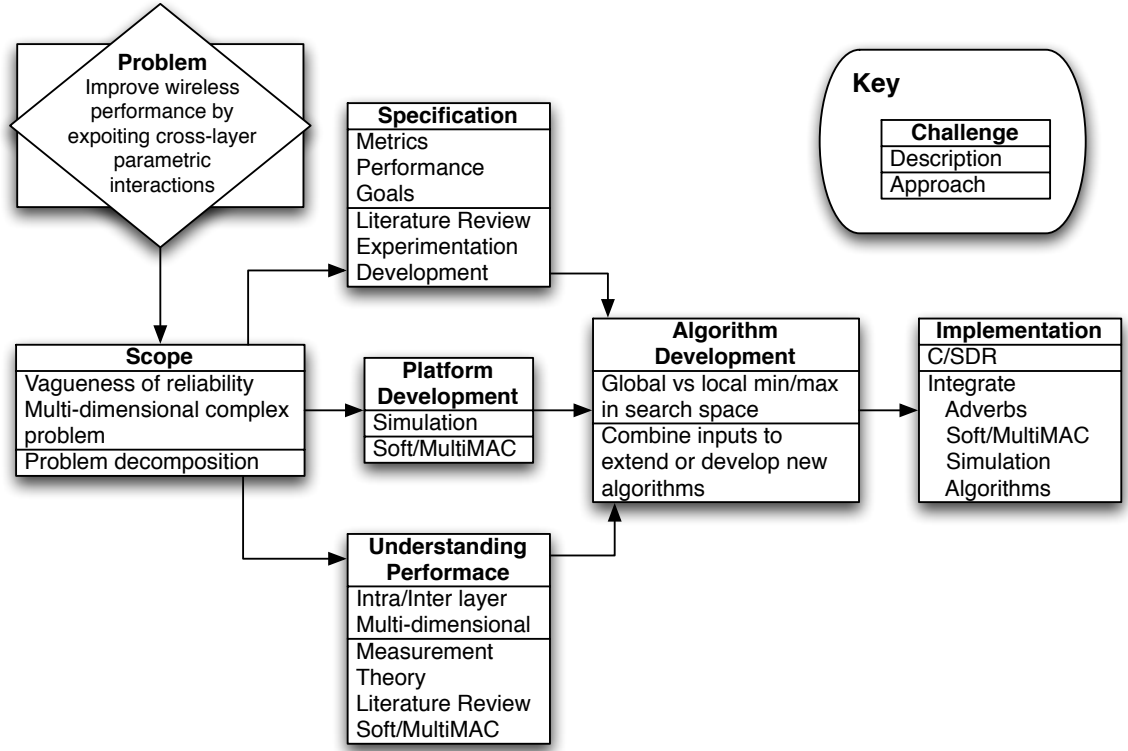 Problem
Improve wireless
performance by
expoiting cross-layer
parametric
interactions
Key
Challenge
Description
Approach
Specification
Metrics
Performance
Goals
Literature Review
Experimentation
Development
Scope
Vagueness of reliability
Multi-dimensional complex
problem
Problem decomposition
Platform
Development
Simulation
Soft/MultiMAC
Understanding
Performace
Intra/Inter layer
Multi-dimensional
Measurement
Theory
Literature Review
Soft/MultiMAC
Algorithm
Development
Global vs local min/max
in search space
Combine inputs to
extend or develop new
algorithms
Implementation
C/SDR
Integrate
Adverbs
Soft/MultiMAC
Simulation
Algorithms